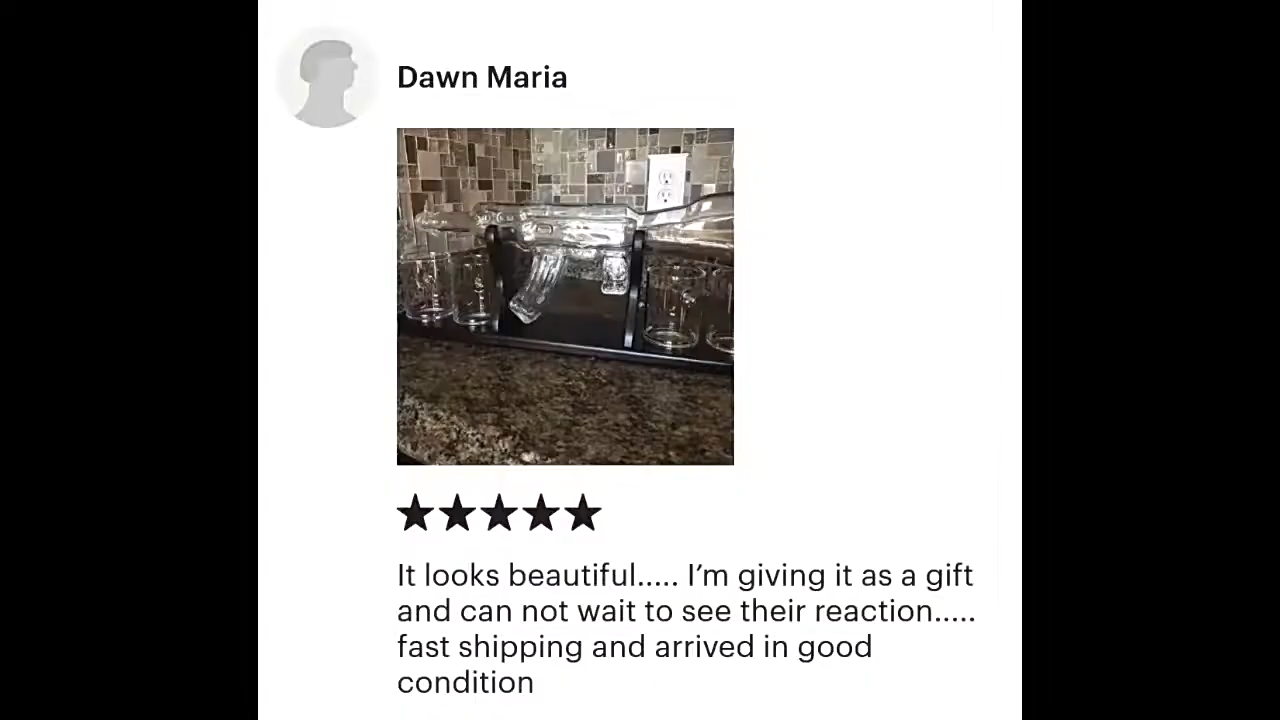 Dawn Maria
It looks beautiful..... I’m giving it as a gift
and can not wait to see their reaction.....
fast shipping and arrived in good
condition